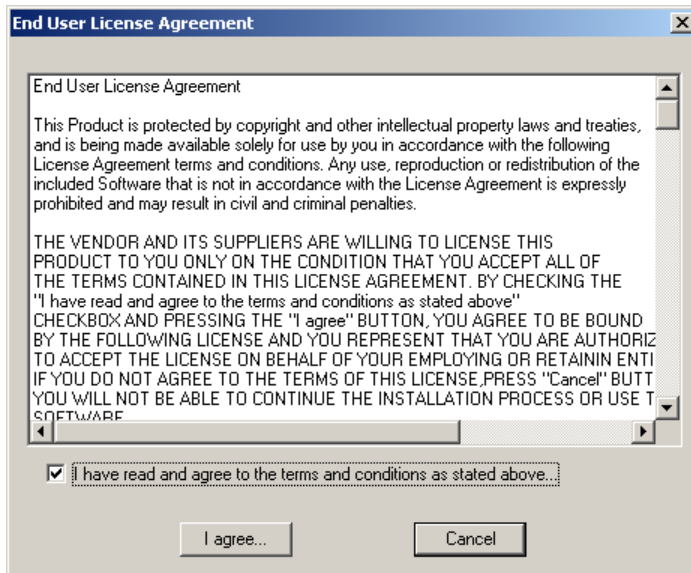 End User License Agreement
End User License Agreement
This Product is protected by copyright and other intellectual property laws and treaties,
and is being made available solely for use by you in accordance with the following
License Agreement terms and conditions. Any use, reproduction or redistribution of the
included Software that is not in accordance with the License Agreement is expressly
prohibited and may result in civil and criminal penalties.
THE VENDOR AND ITS SUPPLIERS ARE WILLING TO LICENSE THIS
PRODUCT TO YOU ONLY ON THE CONDITION THAT YOU ACCEPT ALL OF
THE TERMS CONTAINED IN THIS LICENSE AGREEMENT. BY CHECKING THE
"I have read and agree to the terms and conditions as stated above"
CHECKBOX AND PRESSING THE "I agree" BUTTON, YOU AGREE TO BE BOUND
BY THE FOLLOWING LICENSE AND YOU REPRESENT THAT YOU ARE AUTHORIZ
TO ACCEPT THE LICENSE ON BEHALF OF YOUR EMPLOYING OR RETAININ ENTI
IF YOU DO NOT AGREE TO THE TERMS OF THIS LICENSE,PRESS "Cancel" BUTT
YOU WILL NOT BE ABLE TO CONTINUE THE INSTALLATION PROCESS OR USE T
SOFTWARE
I have read and agree to the terms and conditions as stated above...
I agree...
Cancel